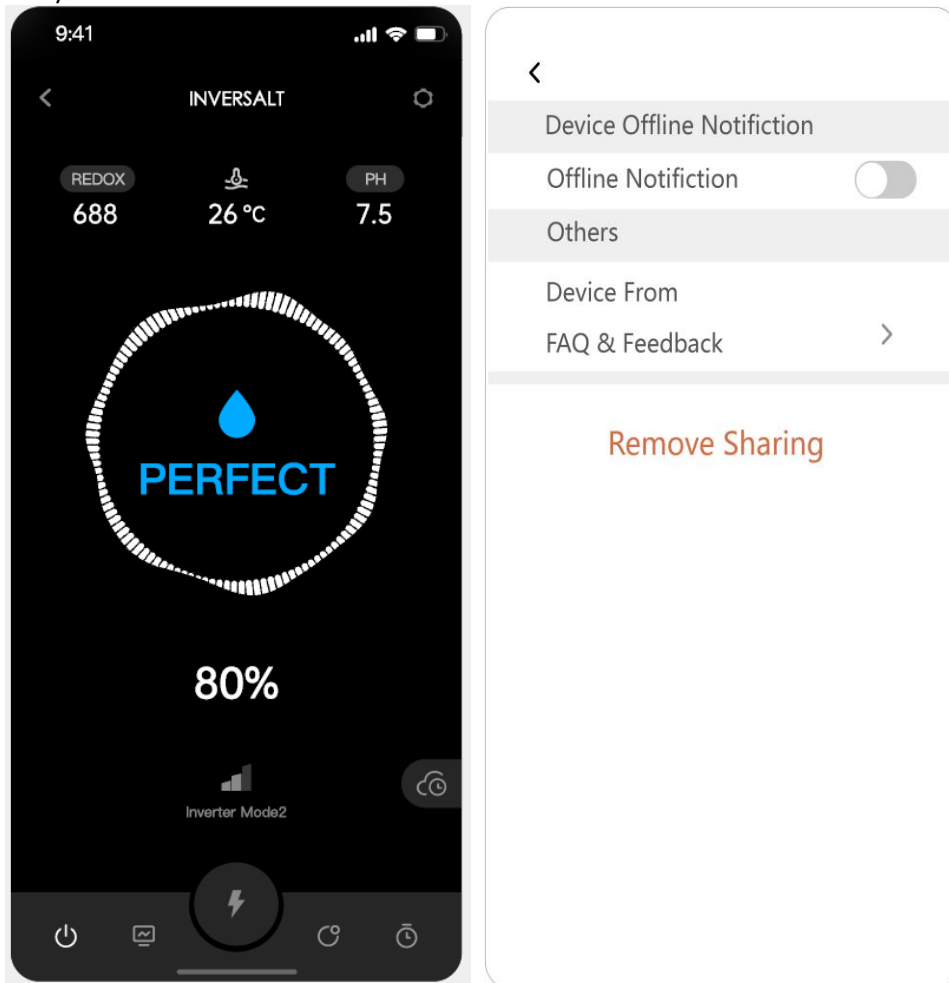 9:41
INVERSALT
REDOX PH
688 26 °C 7.5
PERFECT
80%
Inverter Mode2
Device Offline Notifiction
Offline Notifiction
Others
Device From
FAQ & Feedback
Remove Sharing